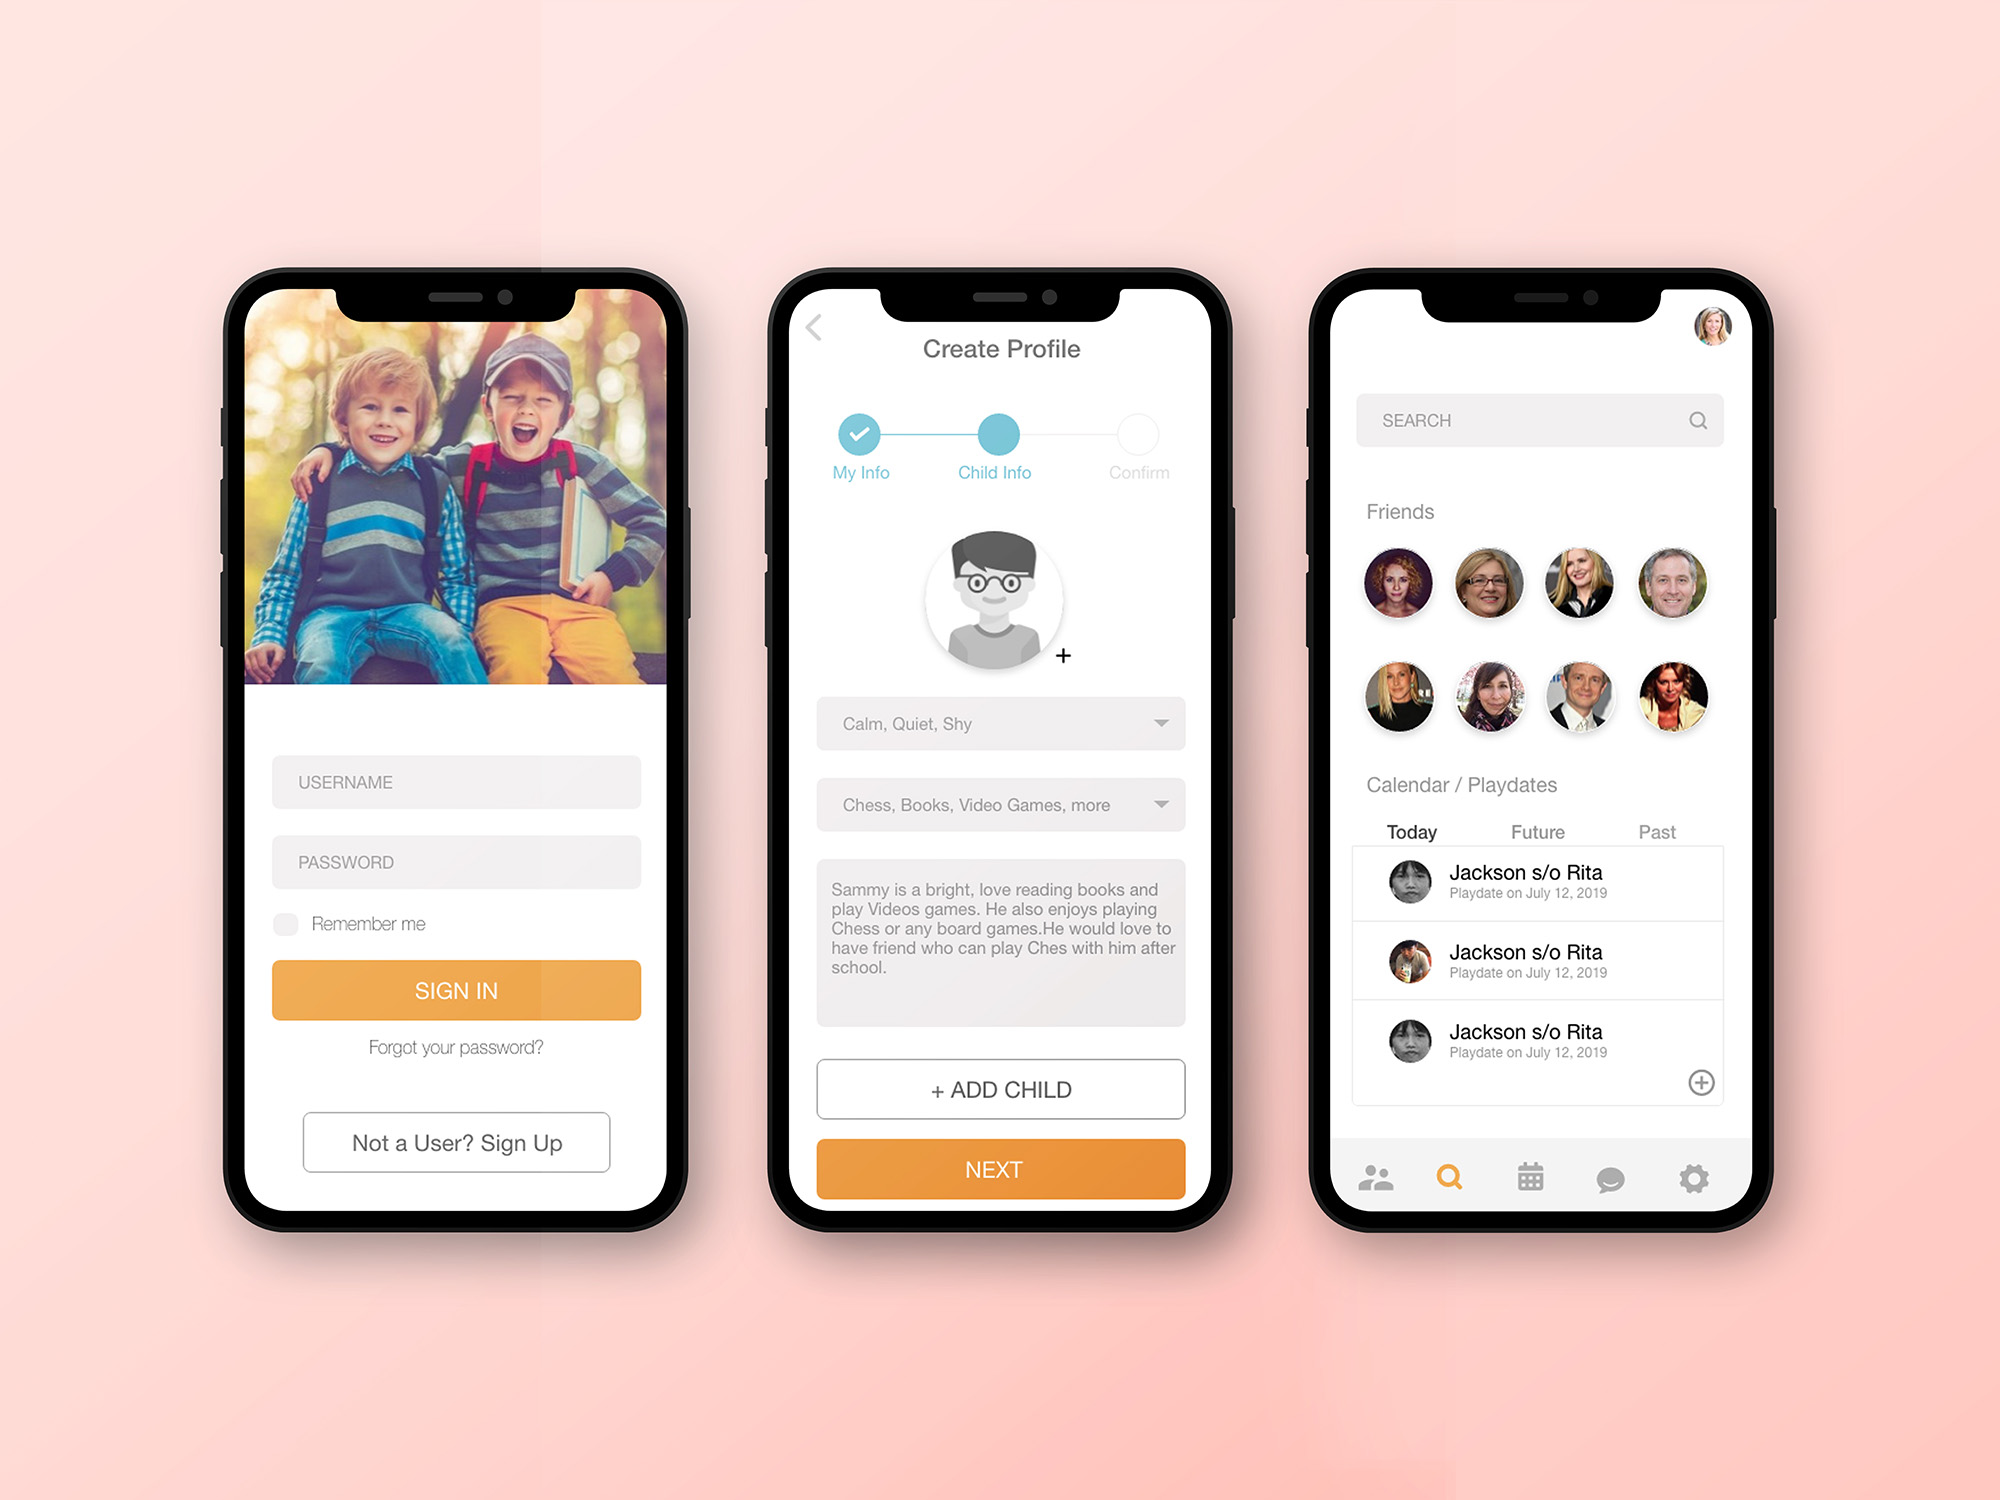 USERNAME
PASSWORD
Remember me
SIGN IN
Forgot your password?
Not a User? Sign Up
Create Profile
My Info
Child Info
Confirm
Calm, Quiet, Shy
Chess, Books, Video Games, more
Sammy is a bright, love reading books and
play Videos games. He also enjoys playing
Chess or any board games.He would love to
have friend who can play Ches with him after
school.
+ ADD CHILD
NEXT
SEARCH
Friends
Calendar / Playdates
Today Future Past
Jackson s/o Rita
Playdate on July 12, 2019
Jackson s/o Rita
Playdate on July 12, 2019
Jackson s/o Rita
Playdate on July 12, 2019